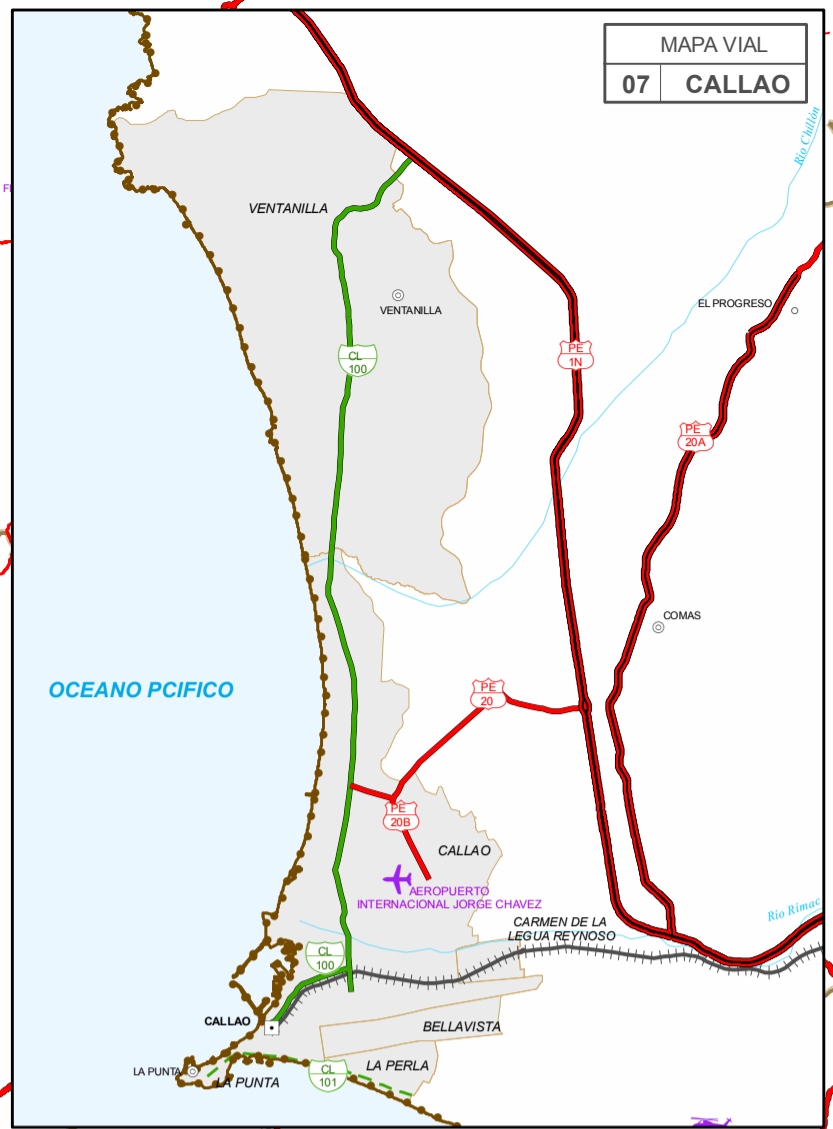 MAPA VIAL
07 CALLAO
Río Chillón
VENTANILLA
VENTANILLA
EL PROGRESO
CL
100
PE
1N
PE
20A
COMAS
OCEANO PCIFICO
PE
20
PE
20B
CALLAO
AEROPUERTO
INTERNACIONAL JORGE CHAVEZ
Río Rímac
CARMEN DE LA
LEGUA REYNOSO
CL
100
CALLAO
BELLAVISTA
LA PERLA
LA PUNTA
LA PUNTA
CL
101